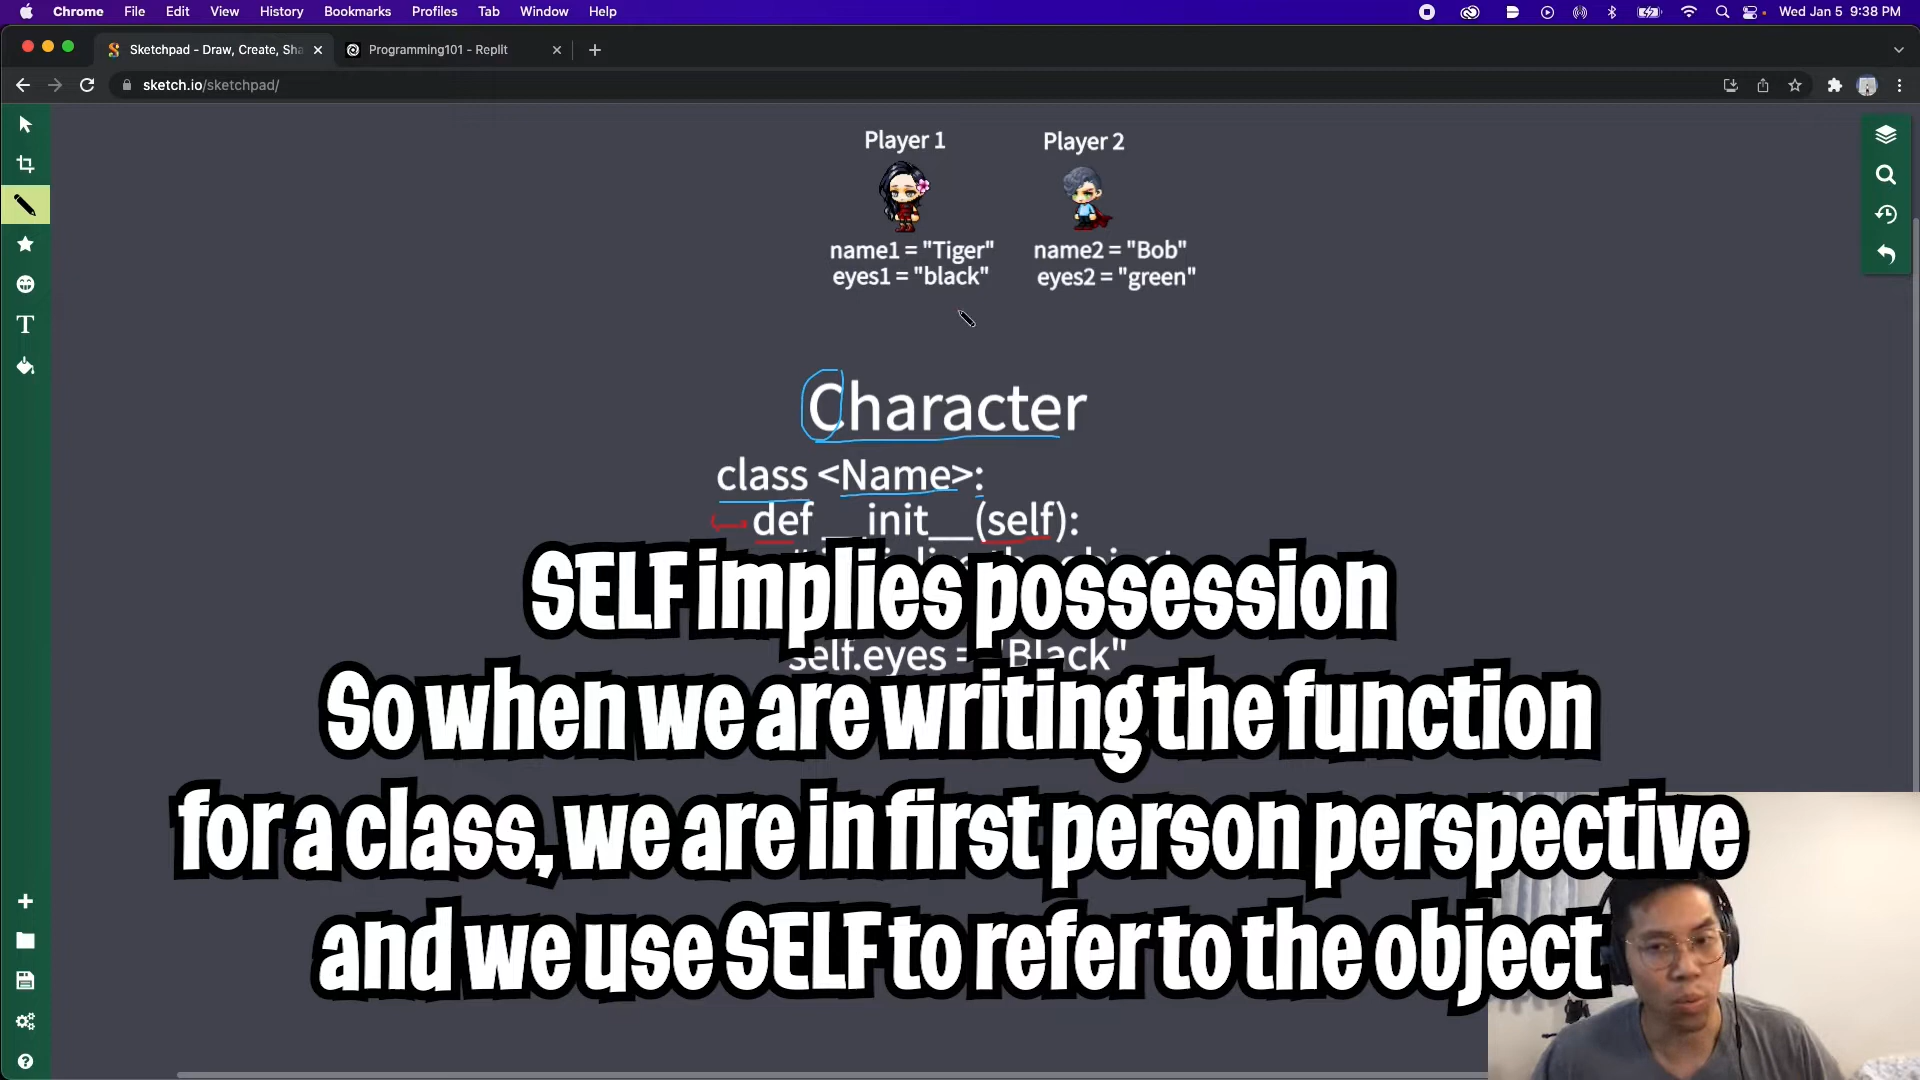 Chrome File Edit View History Bookmarks Profiles Tab Window Help Wed Jan 5 9:38 PM
Sketchpad - Draw, Create, Sha Programming101 - Replit
sketch.io/sketchpad/
Player 1 Player 2
name1 = "Tiger" name2 = "Bob"
eyes1 = "black" eyes2 = "green"
Character
class <Name>:
def __init__(self):
SELF implies possession
self.eyes = "Black"
So when we are writing the function
for a class, we are in first person perspective
and we use SELF to refer to the object